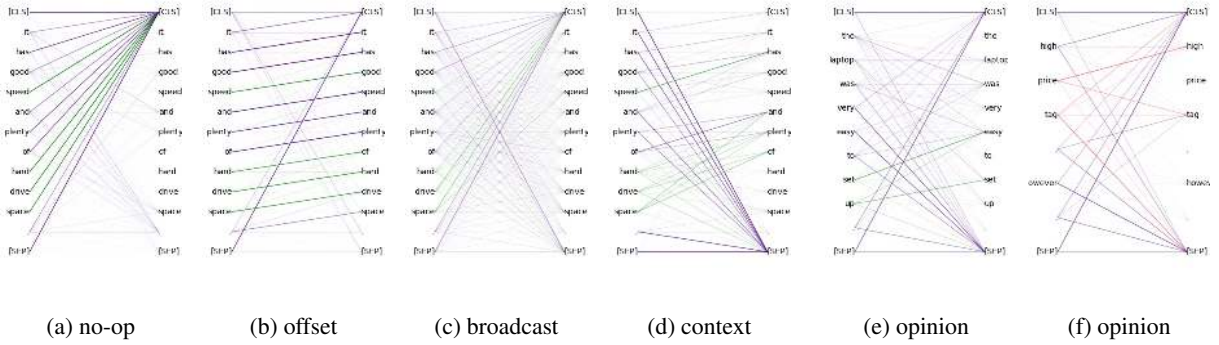 [CLS] [CLS] [CLS] [CLS] [CLS] [CLS] [CLS] [CLS] [CLS] [CLS] [CLS] [CLS]
it it it it it it it it the the high high
has has has has has has has has laptop laptop price price
good good good good good good good good was was tag tag
speed speed speed speed speed speed speed speed very very
and and and and and and and and easy easy owever howe
plenty plenty plenty plenty plenty plenty plenty plenty to to
of of of of of of of of set set
hard hard hard hard hard hard hard hard up up
drive drive drive drive drive drive drive drive
space space space space space space space space
[SEP] [SEP] [SEP] [SEP] [SEP] [SEP] [SEP] [SEP] [SEP] [SEP] [SEP] [SEP]
(a) no-op (b) offset (c) broadcast (d) context (e) opinion (f) opinion